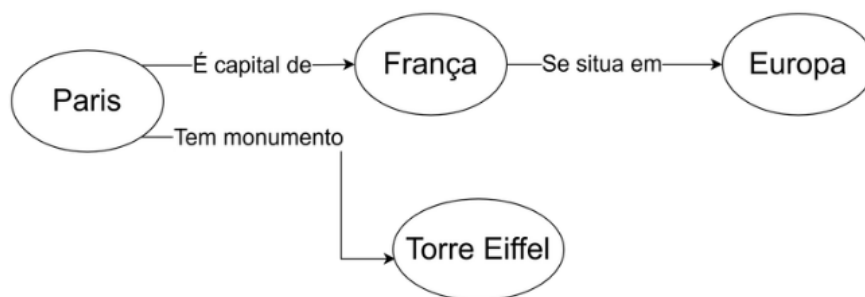 Paris
É capital de
França
Se situa em
Europa
Tem monumento
Torre Eiffel